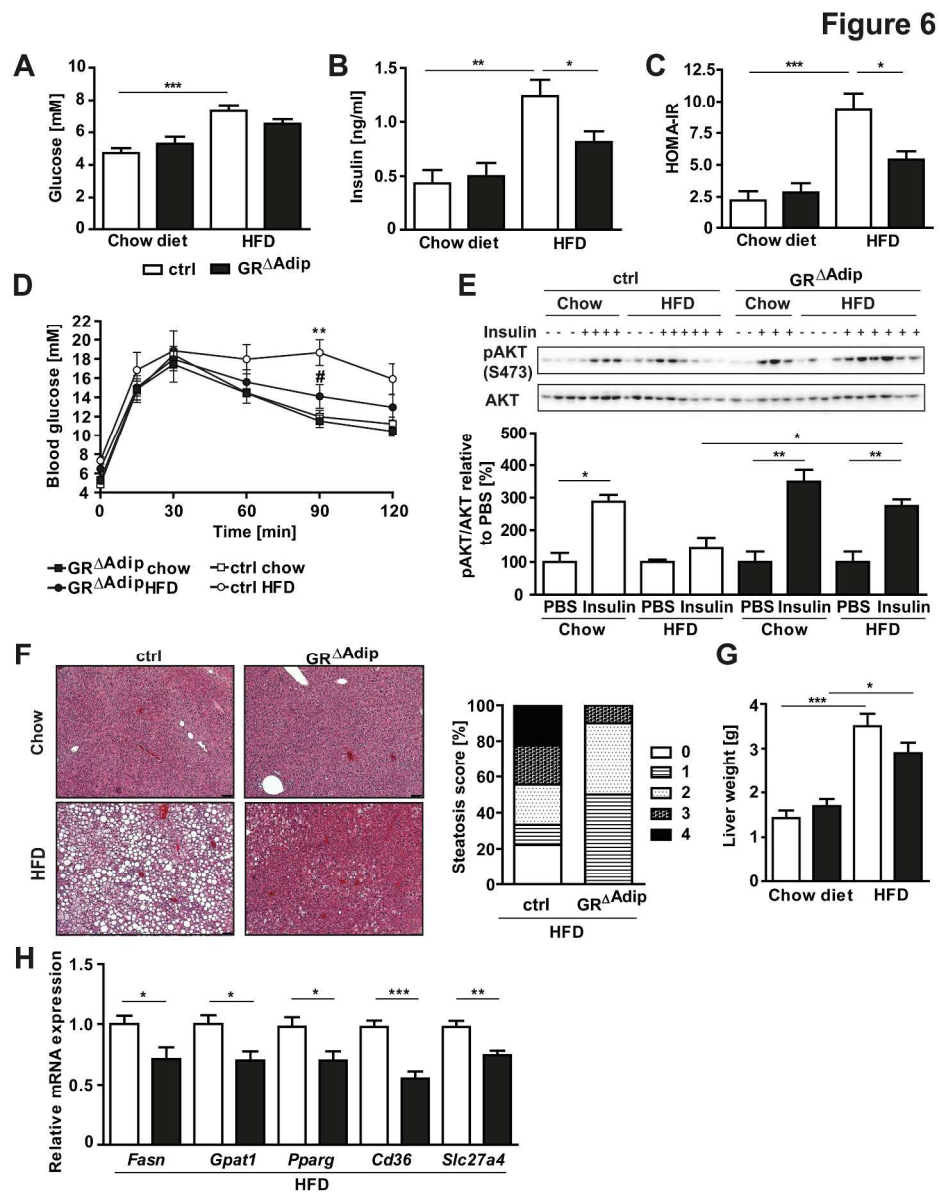 Figure 6
A
Glucose [mM]
10
8
6
4
2
0
***
Chow diet HFD
B
Insulin [ng/ml]
1.5
1.0
0.5
0
** *
Chow diet HFD
C
HOMA-IR
12.5
10.0
7.5
5.0
2.5
0
*** *
Chow diet HFD
ctrl GRΔAdip
D
Blood glucose [mM]
22
20
18
16
14
12
10
8
6
4
**
#
0 30 60 90 120
Time [min]
GRΔAdip chow ctrl chow
GRΔAdip HFD ctrl HFD
E
ctrl GRΔAdip
Chow HFD Chow HFD
Insulin - - - + + + + - - - + + + + + + - - + + + - - - + + + + + +
pAKT
(S473)
AKT
pAKT/AKT relative
to PBS [%]
500
400
300
200
100
0
* ** ** *
PBS Insulin PBS Insulin PBS Insulin PBS Insulin
Chow HFD Chow HFD
F
ctrl GRΔAdip
Chow
HFD
Steatosis score [%]
100
80
60
40
20
0
ctrl GRΔAdip
HFD
0
1
2
3
4
G
Liver weight [g]
4
3
2
1
0
*** *
Chow diet HFD
H
Relative mRNA expression
1.5
1.0
0.5
0
* * * *** **
Fasn Gpat1 Pparg Cd36 Slc27a4
HFD